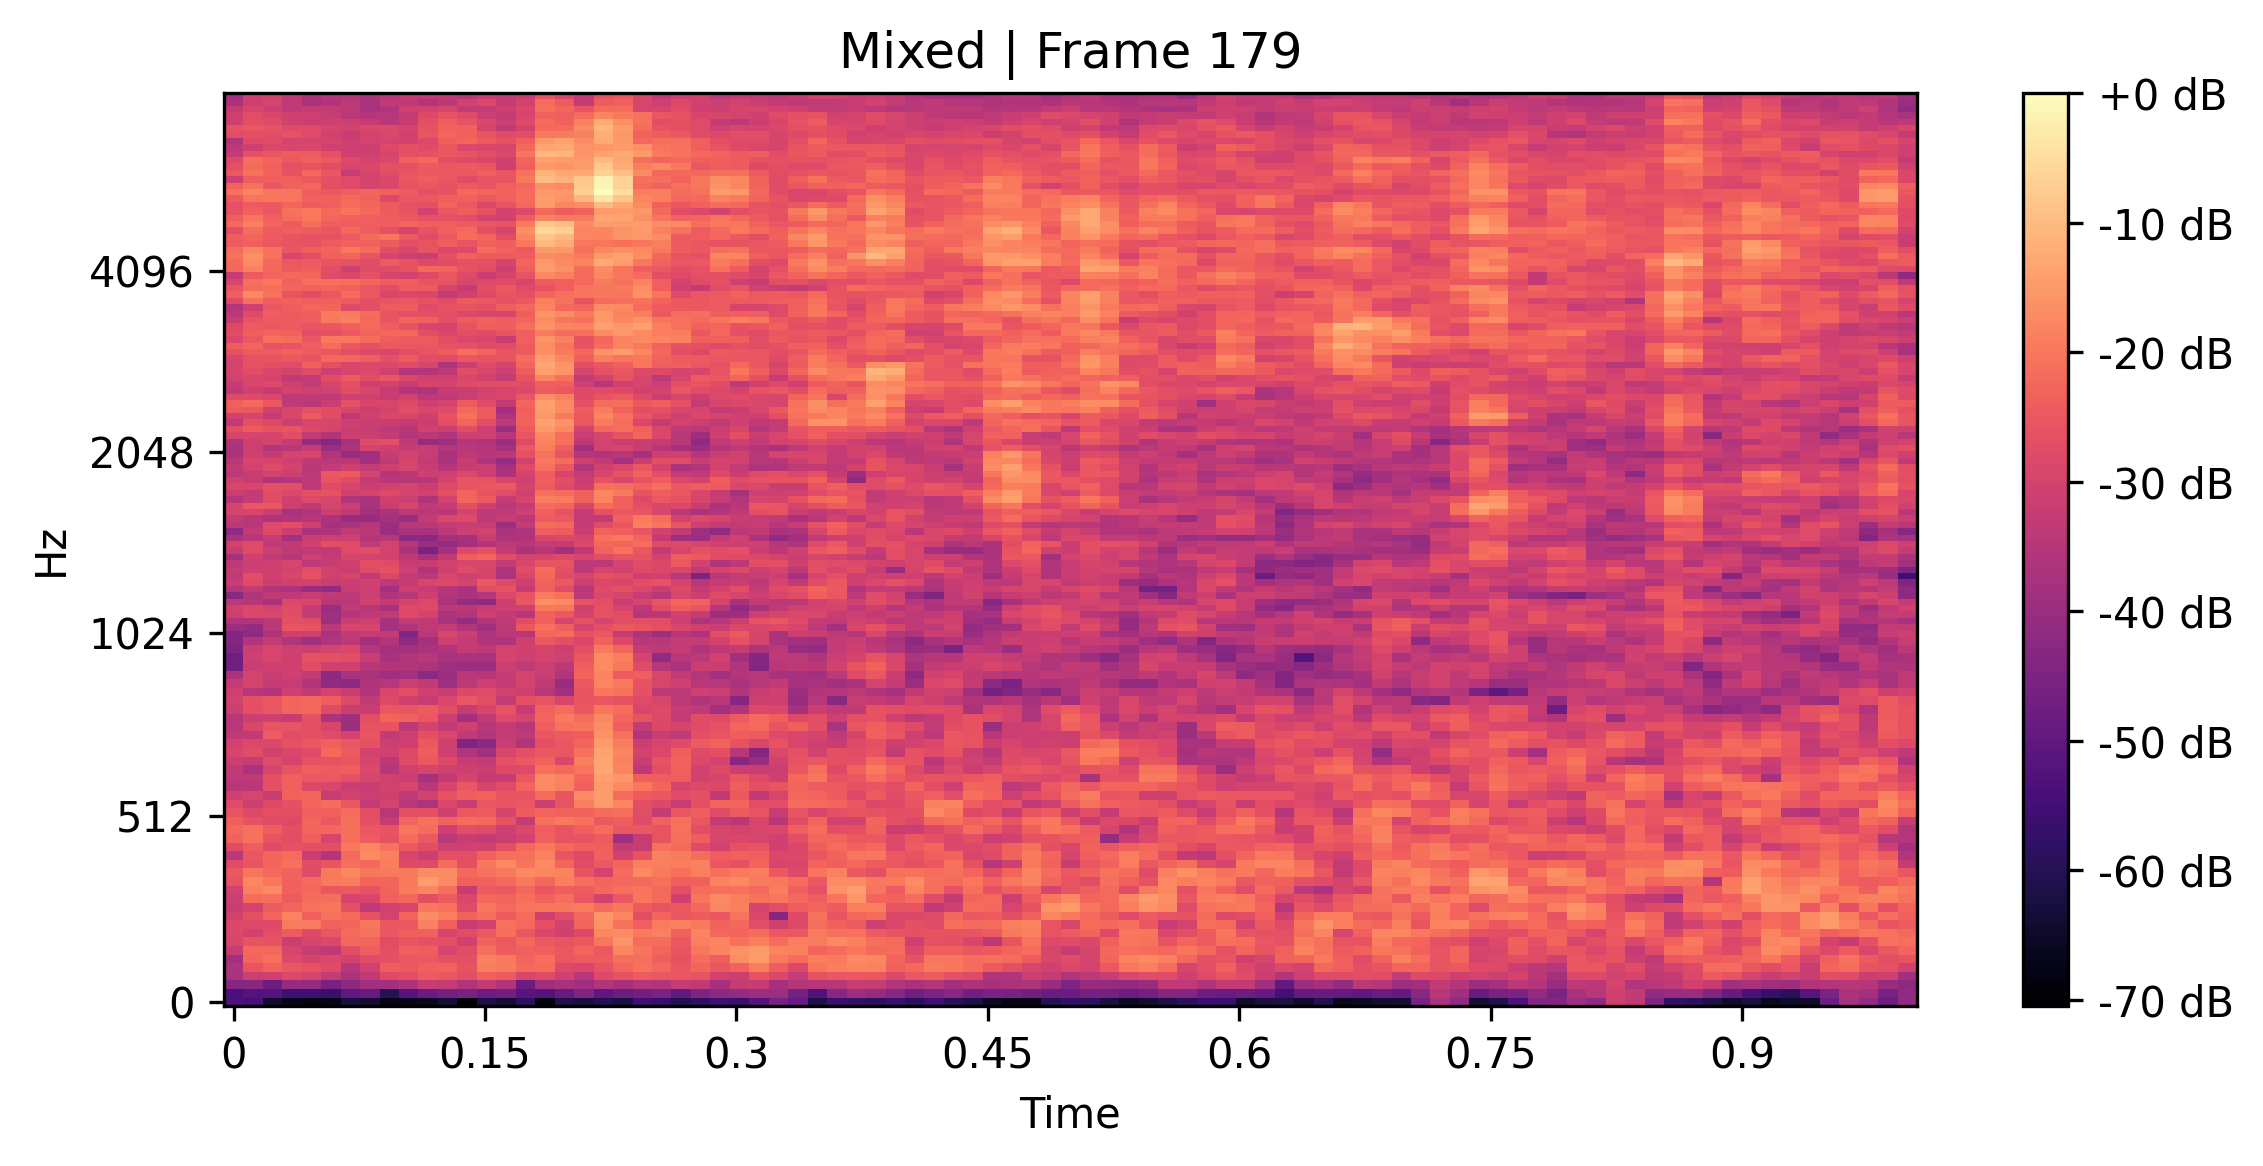 Mixed | Frame 179
Hz
4096
2048
1024
512
0
0 0.15 0.3 0.45 0.6 0.75 0.9
Time
+0 dB
-10 dB
-20 dB
-30 dB
-40 dB
-50 dB
-60 dB
-70 dB